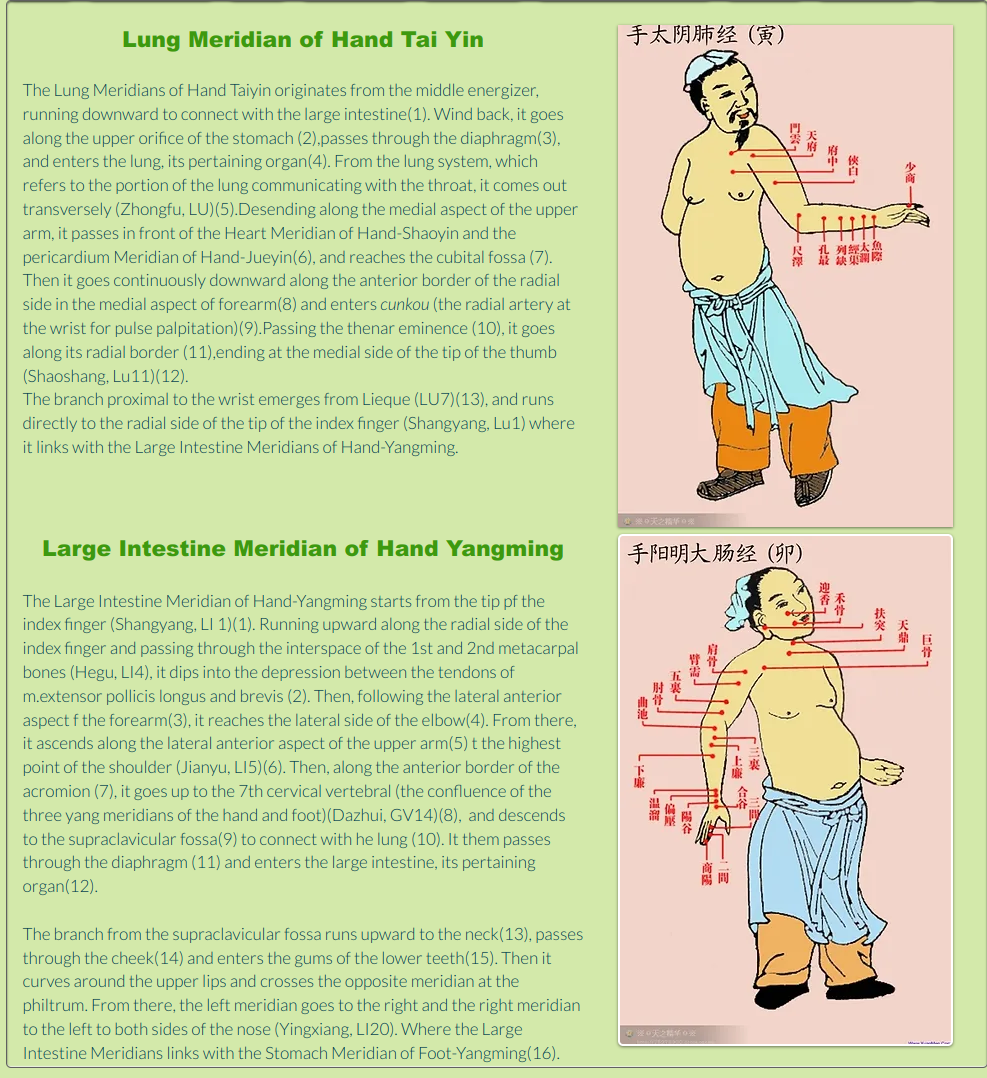 Lung Meridian of Hand Tai Yin
The Lung Meridians of Hand Taiyin originates from the middle energizer,
running downward to connect with the large intestine(1). Wind back, it goes
along the upper orifice of the stomach (2),passes through the diaphragm(3),
and enters the lung, its pertaining organ(4). From the lung system, which
refers to the portion of the lung communicating with the throat, it comes out
transversely (Zhongfu, LU)(5).Desending along the medial aspect of the upper
arm, it passes in front of the Heart Meridian of Hand-Shaoyin and the
pericardium Meridian of Hand-Jueyin(6), and reaches the cubital fossa (7).
Then it goes continuously downward along the anterior border of the radial
side in the medial aspect of forearm(8) and enters cunkou (the radial artery at
the wrist for pulse palpitation)(9).Passing the thenar eminence (10), it goes
along its radial border (11),ending at the medial side of the tip of the thumb
(Shaoshang, Lu11)(12).
The branch proximal to the wrist emerges from Lieque (LU7)(13), and runs
directly to the radial side of the tip of the index finger (Shangyang, Lu1) where
it links with the Large Intestine Meridians of Hand-Yangming.
手太阴肺经 (寅)
門雲
天府
府中
俠白
少商
尺澤
孔最
列缺
經渠
太淵
魚際
Large Intestine Meridian of Hand Yangming
The Large Intestine Meridian of Hand-Yangming starts from the tip pf the
index finger (Shangyang, LI 1)(1). Running upward along the radial side of the
index finger and passing through the interspace of the 1st and 2nd metacarpal
bones (Hegu, LI4), it dips into the depression between the tendons of
m.extensor pollicis longus and brevis (2). Then, following the lateral anterior
aspect f the forearm(3), it reaches the lateral side of the elbow(4). From there,
it ascends along the lateral anterior aspect of the upper arm(5) t the highest
point of the shoulder (Jianyu, LI5)(6). Then, along the anterior border of the
acromion (7), it goes up to the 7th cervical vertebral (the confluence of the
three yang meridians of the hand and foot)(Dazhui, GV14)(8), and descends
to the supraclavicular fossa(9) to connect with he lung (10). It them passes
through the diaphragm (11) and enters the large intestine, its pertaining
organ(12).
The branch from the supraclavicular fossa runs upward to the neck(13), passes
through the cheek(14) and enters the gums of the lower teeth(15). Then it
curves around the upper lips and crosses the opposite meridian at the
philtrum. From there, the left meridian goes to the right and the right meridian
to the left to both sides of the nose (Yingxiang, LI20). Where the Large
Intestine Meridians links with the Stomach Meridian of Foot-Yangming(16).
手阳明大肠经 (卯)
迎香
禾骨
扶突
天鼎
巨骨
肩骨
臂需
五裏
肘骨
曲池
三裏
上廉
下廉
合谷
三間
温溜
偏壓
陽谷
商陽
二間